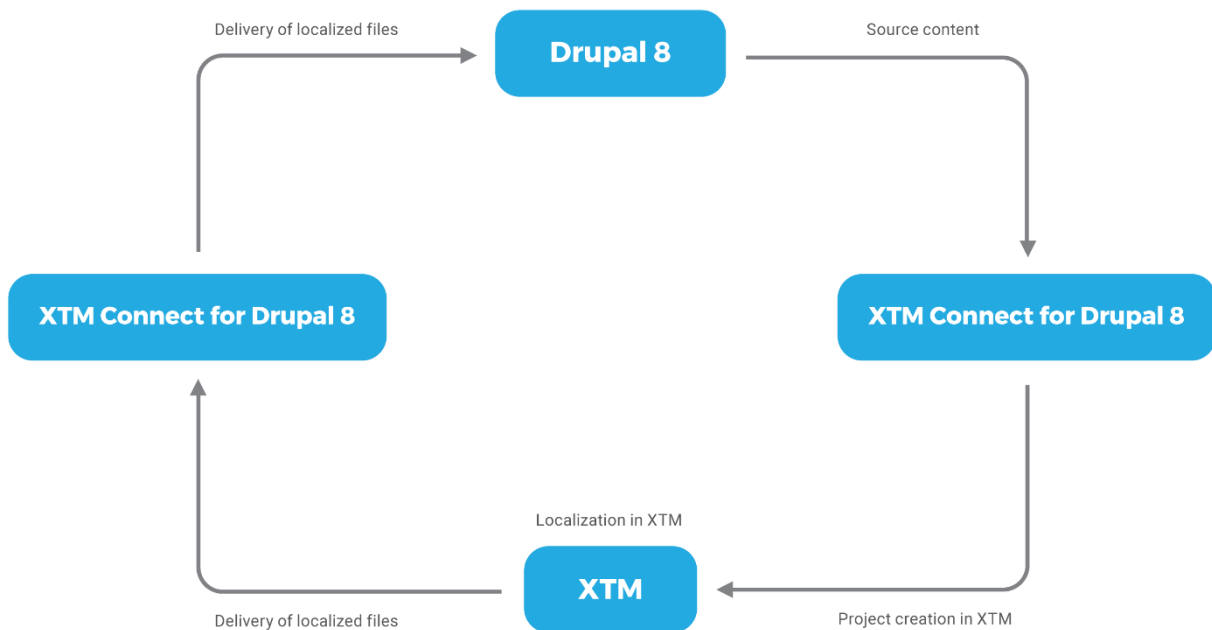 Delivery of localized files
Drupal 8
Source content
XTM Connect for Drupal 8
XTM Connect for Drupal 8
Localization in XTM
XTM
Delivery of localized files
Project creation in XTM